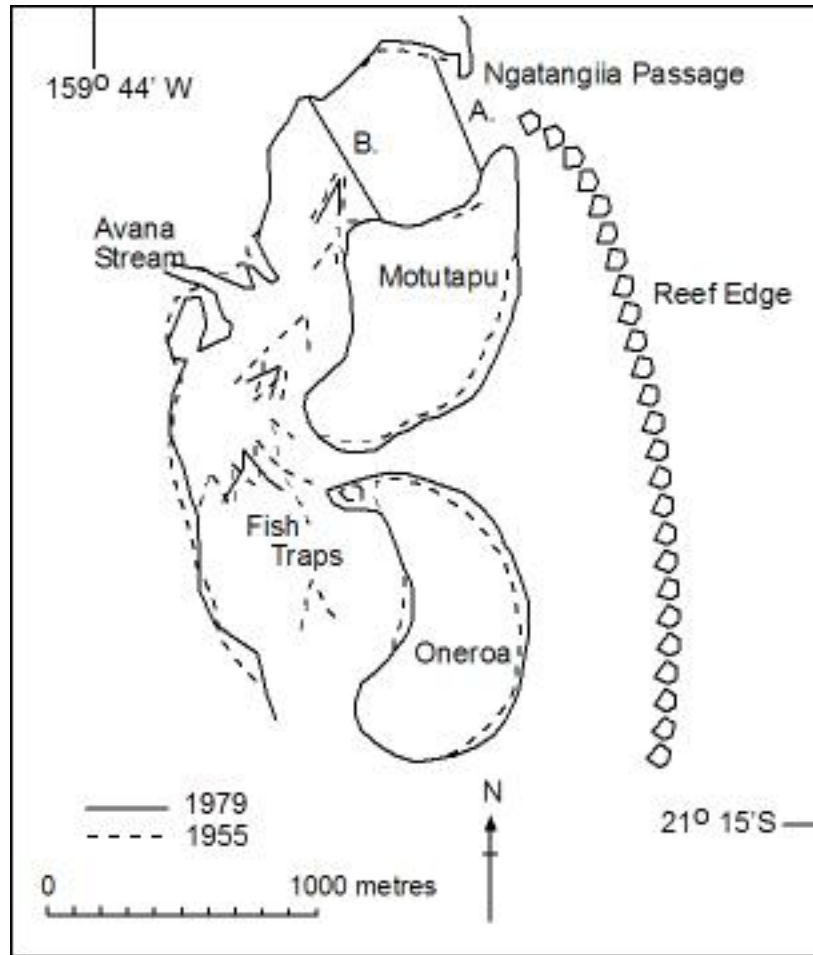 159° 44' W
Ngatangiia Passage
A.
B.
Avana
Stream
Motutapu
Reef Edge
Fish
Traps
Oneroa
N
1979
1955
21° 15'S
0 1000 metres